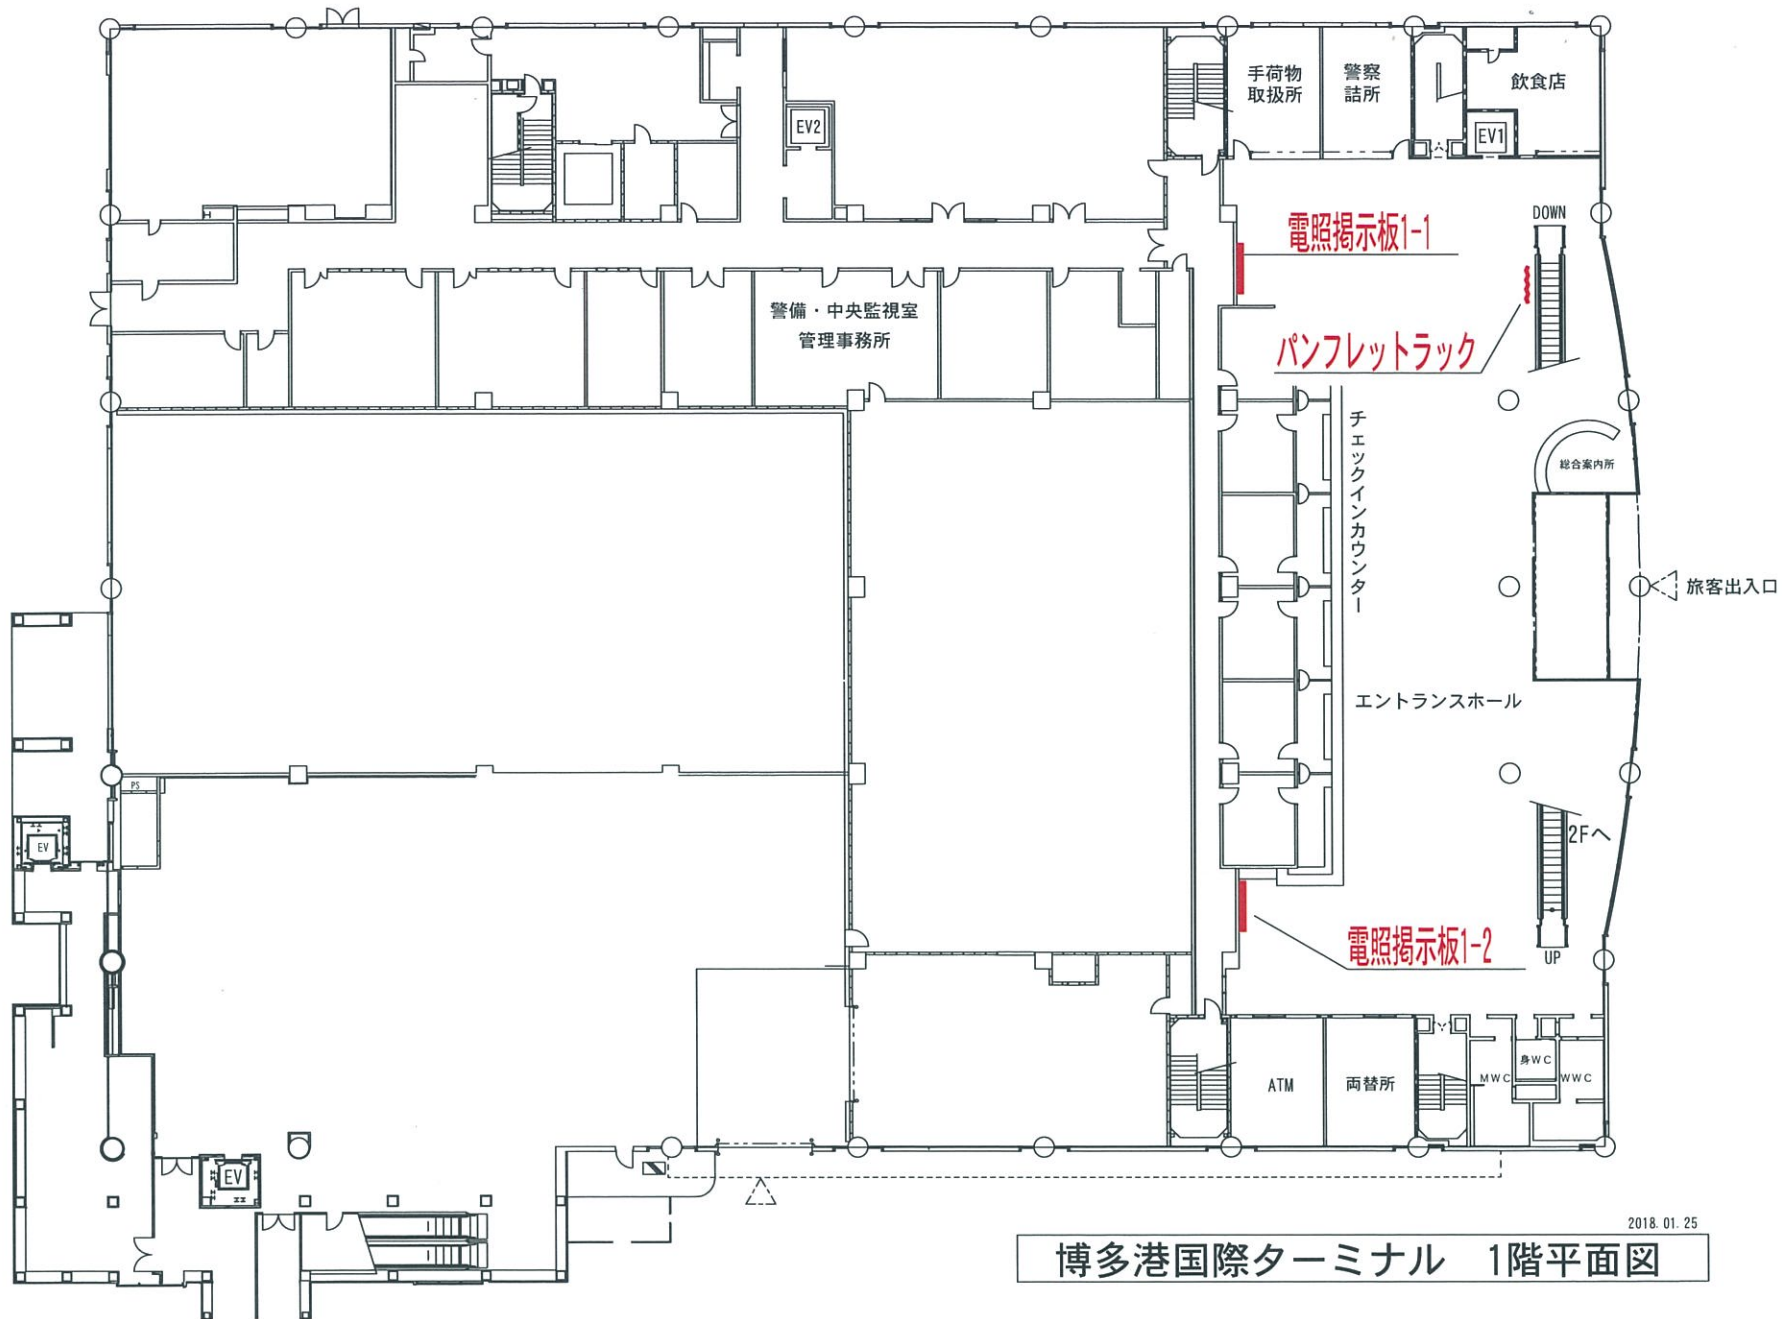 手荷物
取扱所
警察
詰所
飲食店
EV2
EV1
電照掲示板1-1
DOWN
パンフレットラック
警備・中央監視室
管理事務所
チェックインカウンター
総合案内所
旅客出入口
エントランスホール
PS
EV
2Fへ
電照掲示板1-2
UP
ATM
両替所
MWC
身WC
WWC
EV
2018.01.25
博多港国際ターミナル 1階平面図